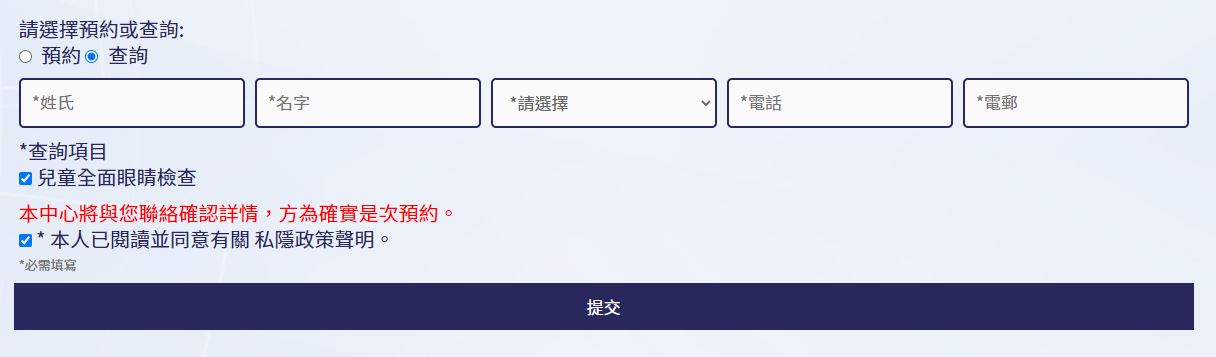 請選擇預約或查詢:
預約 查詢
*姓氏 *名字 *請選擇 *電話 *電郵
*查詢項目
兒童全面眼睛檢查
本中心將與您聯絡確認詳情，方為確實是次預約。
* 本人已閱讀並同意有關 私隱政策聲明。
*必需填寫
提交